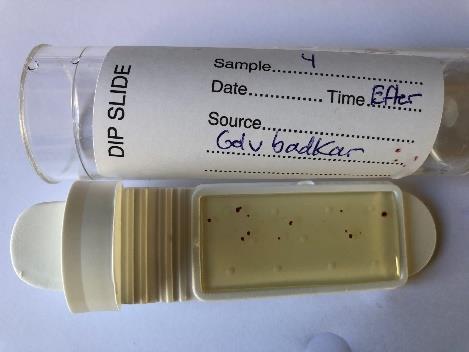 DIP SLIDE
Sample 4
Date Time Efter
Source
Gdv badkar